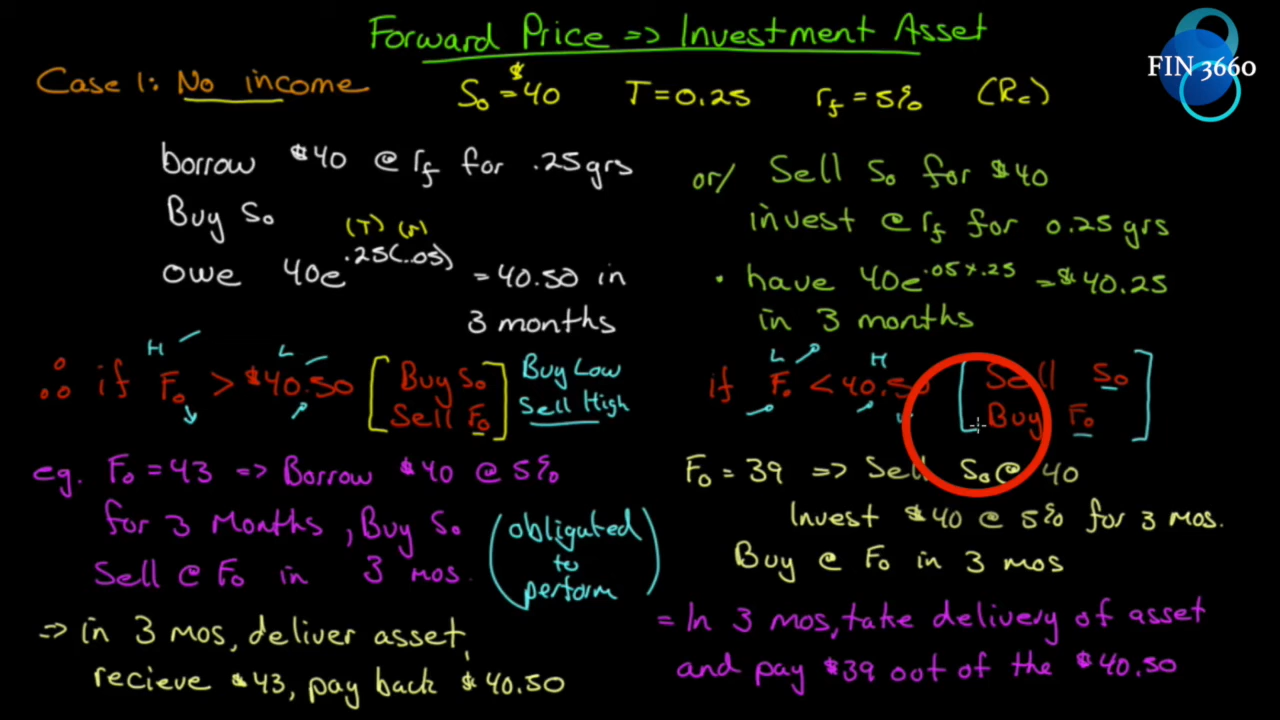 Forward Price => Investment Asset
FIN 3660
Case 1: No income S₀ = $40 T = 0.25 r_f = 5% (R_c)
borrow $40 @ r_f for .25 yrs
Buy S₀
(T) (r)
owe 40e^.25(.05) = 40.50 in
3 months
or/ Sell S₀ for $40
invest @ r_f for 0.25 yrs
• have 40e^.05×.25 = $40.25
in 3 months
H L
∴ if F₀ > $40.50 [Buy S₀
Sell F₀]
Buy Low
Sell High
L H
if F₀ < 40.50 [Sell S₀
Buy F₀]
eg. F₀ = 43 => Borrow $40 @ 5%
for 3 Months, Buy S₀
Sell @ F₀ in 3 mos.
(obligated
to
perform)
=> in 3 mos, deliver asset,
recieve $43, pay back $40.50
F₀ = 39 => Sell S₀ @ 40
Invest $40 @ 5% for 3 mos.
Buy @ F₀ in 3 mos
= In 3 mos, take delivery of asset
and pay $39 out of the $40.50